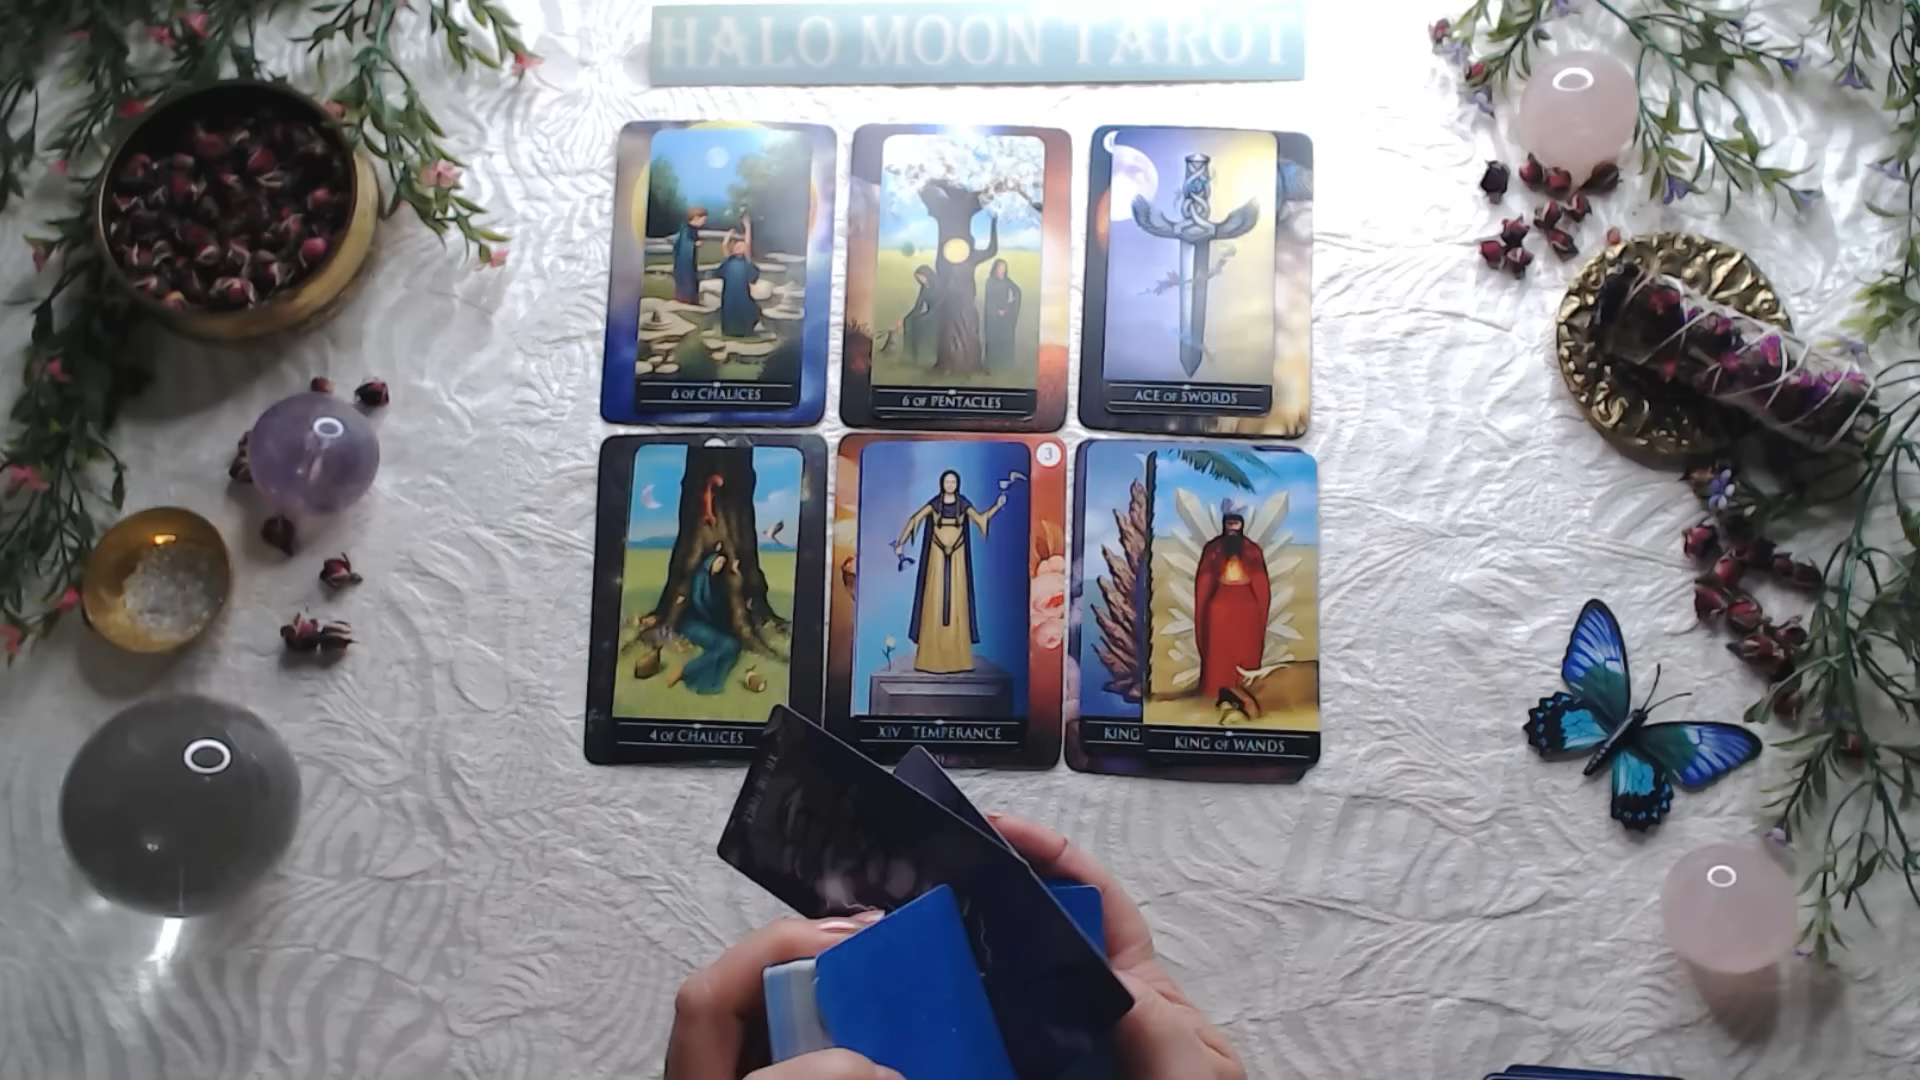 HALO MOON TAROT
6 OF CHALICES
6 OF PENTACLES
ACE OF SWORDS
3
4 OF CHALICES
XIV TEMPERANCE
KING
KING OF WANDS